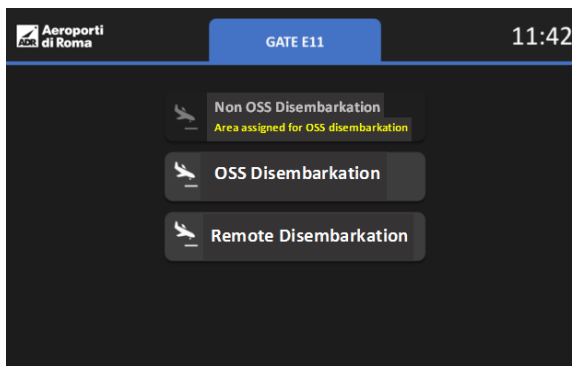 Aeroporti
di Roma
ADR
GATE E11
11:42
Non OSS Disembarkation
Area assigned for OSS disembarkation
OSS Disembarkation
Remote Disembarkation